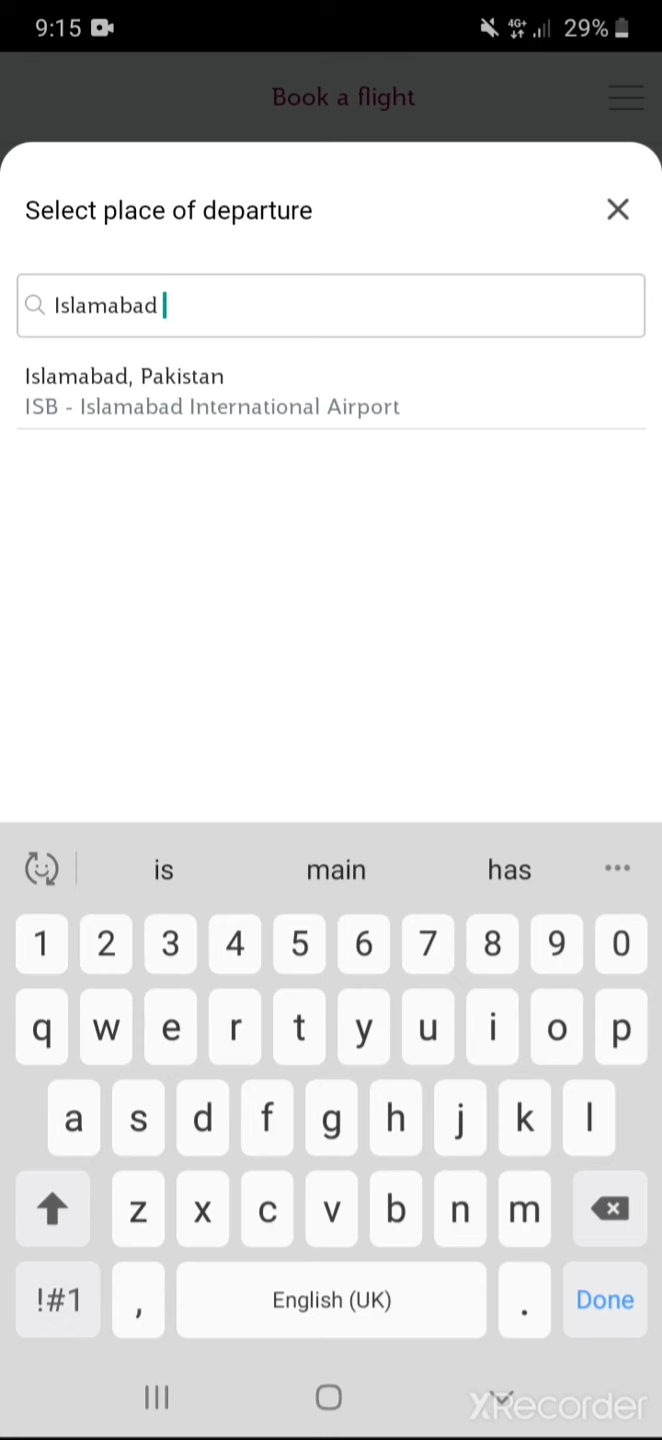 9:15 4G+ 29%
Book a flight
Select place of departure
Islamabad
Islamabad, Pakistan
ISB - Islamabad International Airport
is main has •••
1 2 3 4 5 6 7 8 9 0
q w e r t y u i o p
a s d f g h j k l
z x c v b n m
!#1 , English (UK) . Done
XRecorder